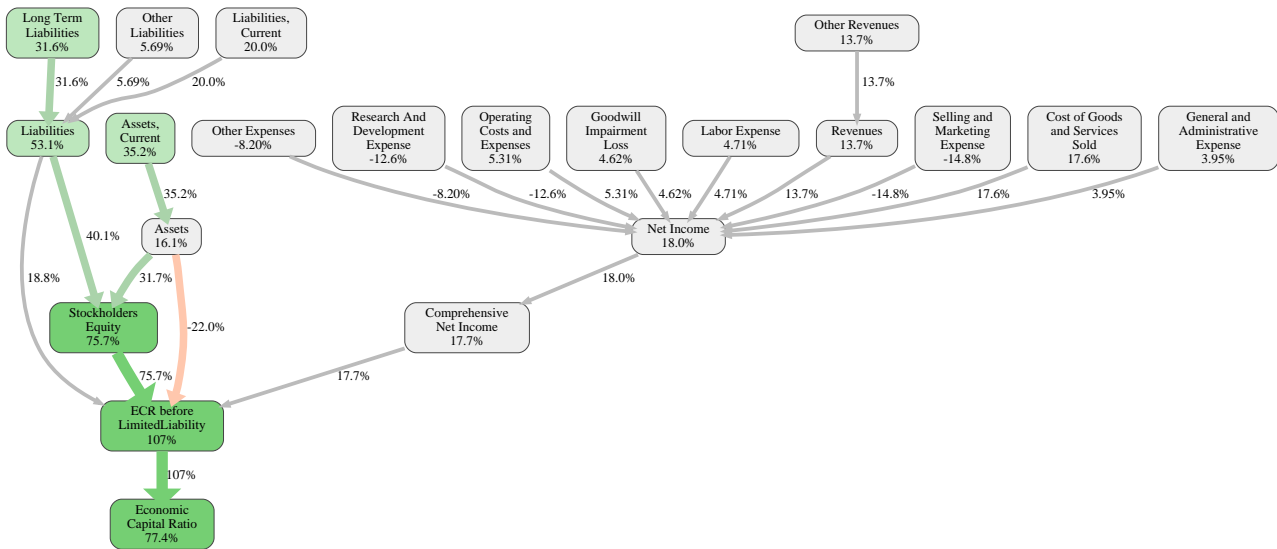 Long Term
Liabilities
31.6%
Other
Liabilities
5.69%
Liabilities,
Current
20.0%
Other Revenues
13.7%
31.6%
5.69%
20.0%
13.7%
Liabilities
53.1%
Assets,
Current
35.2%
Other Expenses
-8.20%
Research And
Development
Expense
-12.6%
Operating
Costs and
Expenses
5.31%
Goodwill
Impairment
Loss
4.62%
Labor Expense
4.71%
Revenues
13.7%
Selling and
Marketing
Expense
-14.8%
Cost of Goods
and Services
Sold
17.6%
General and
Administrative
Expense
3.95%
35.2%
-8.20%
-12.6%
5.31%
4.62%
4.71%
13.7%
-14.8%
17.6%
3.95%
Assets
16.1%
Net Income
18.0%
40.1%
18.8%
31.7%
18.0%
-22.0%
Stockholders
Equity
75.7%
Comprehensive
Net Income
17.7%
75.7%
17.7%
ECR before
LimitedLiability
107%
107%
Economic
Capital Ratio
77.4%